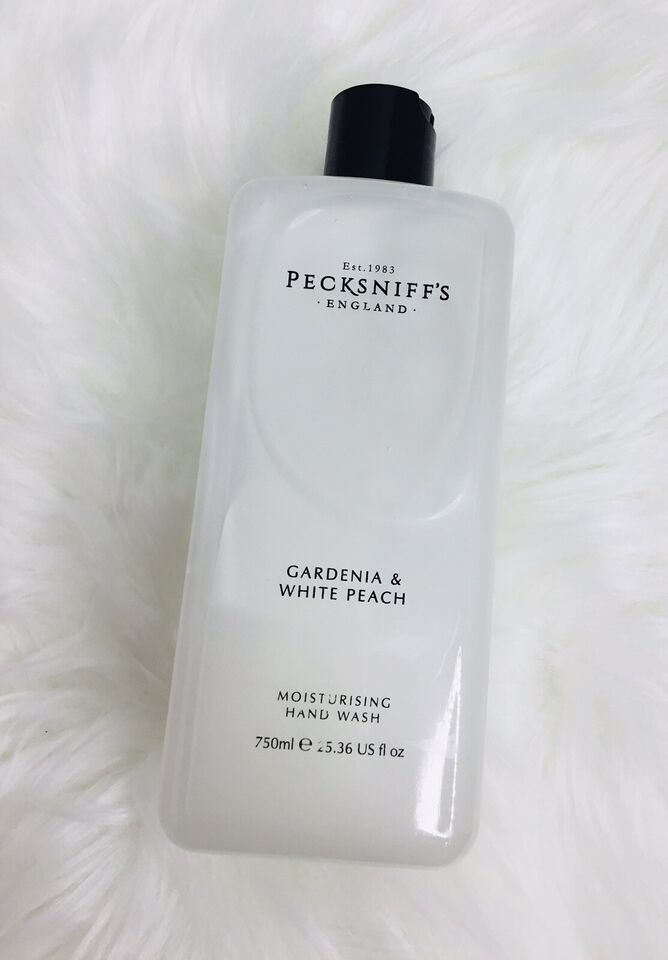 Est.1983
PECKSNIFF'S
· ENGLAND ·
GARDENIA &
WHITE PEACH
MOISTURISING
HAND WASH
750ml ℮ 25.36 US fl oz